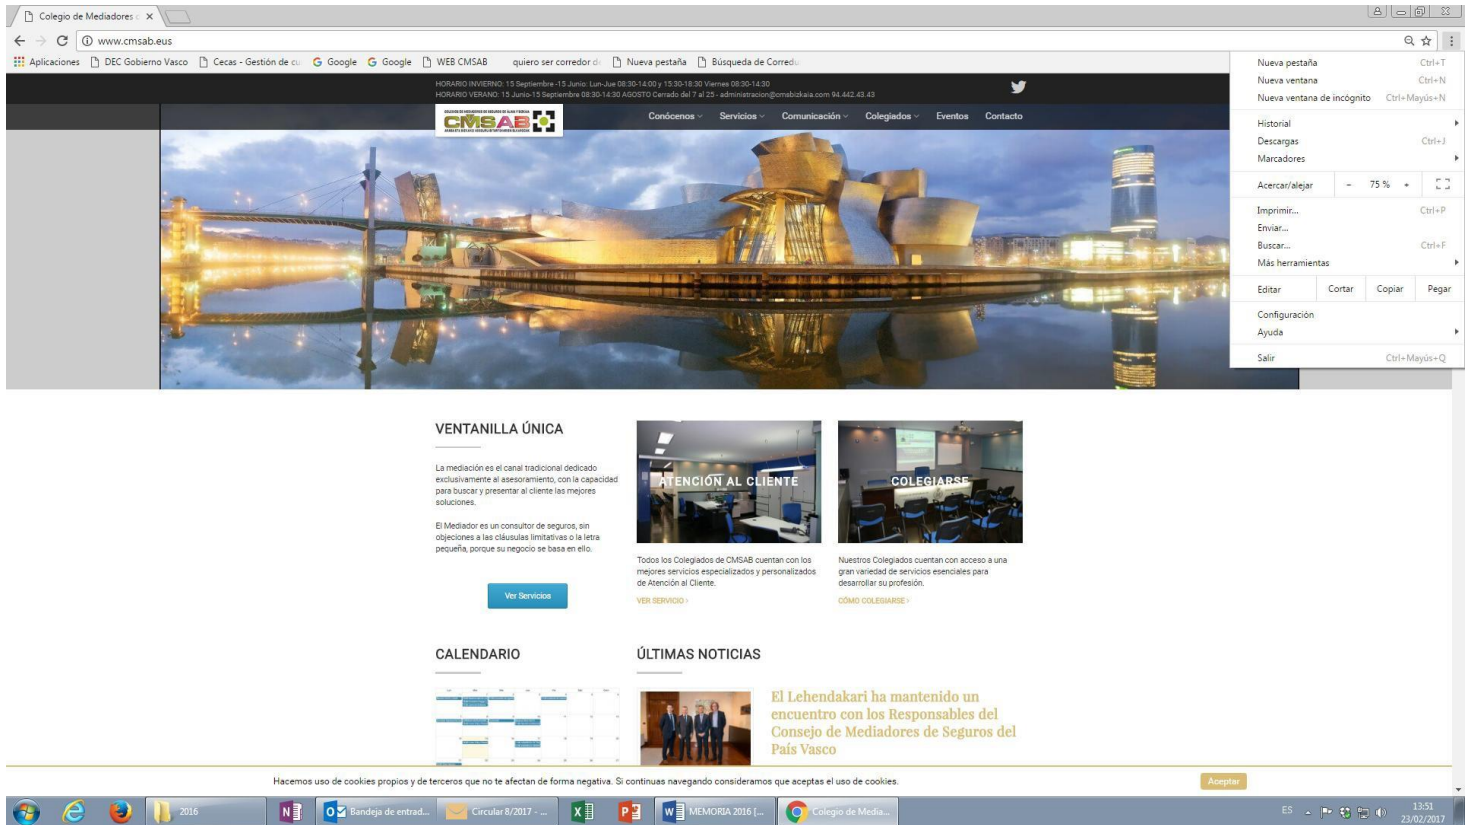 Colegio de Mediadores d
www.cmsab.eus
Aplicaciones DEC Gobierno Vasco Cecas - Gestión de cu Google Google WEB CMSAB quiero ser corredor de Nueva pestaña Búsqueda de Corredu
HORARIO INVIERNO: 15 Septiembre -15 Junio: Lun-Jue 08:30-14:00 y 15:30-18:30 Viernes 08:30-14:30
HORARIO VERANO: 15 Junio-15 Septiembre 08:30-14:30 AGOSTO Cerrado del 7 al 25 - administracion@cmsbizkaia.com 94.442.43.43
CMSAB
Conócenos Servicios Comunicación Colegiados Eventos Contacto
Nueva pestaña Ctrl+T
Nueva ventana Ctrl+N
Nueva ventana de incógnito Ctrl+Mayús+N
Historial
Descargas Ctrl+J
Marcadores
Acercar/alejar - 75 % +
Imprimir... Ctrl+P
Enviar...
Buscar... Ctrl+F
Más herramientas
Editar Cortar Copiar Pegar
Configuración
Ayuda
Salir Ctrl+Mayús+Q
VENTANILLA ÚNICA
La mediación es el canal tradicional dedicado
exclusivamente al asesoramiento, con la capacidad
para buscar y presentar al cliente las mejores
soluciones.
El Mediador es un consultor de seguros, sin
objeciones a las cláusulas limitativas o la letra
pequeña, porque su negocio se basa en ello.
Ver Servicios
ATENCIÓN AL CLIENTE
Todos los Colegiados de CMSAB cuentan con los
mejores servicios especializados y personalizados
de Atención al Cliente.
VER SERVICIO ›
COLEGIARSE
Nuestros Colegiados cuentan con acceso a una
gran variedad de servicios esenciales para
desarrollar su profesión.
CÓMO COLEGIARSE ›
CALENDARIO
ÚLTIMAS NOTICIAS
El Lehendakari ha mantenido un
encuentro con los Responsables del
Consejo de Mediadores de Seguros del
País Vasco
Hacemos uso de cookies propios y de terceros que no te afectan de forma negativa. Si continuas navegando consideramos que aceptas el uso de cookies.
Aceptar
2016
Bandeja de entrad...
Circular 8/2017 - ...
MEMORIA 2016 [...
Colegio de Media...
ES
13:51
23/02/2017